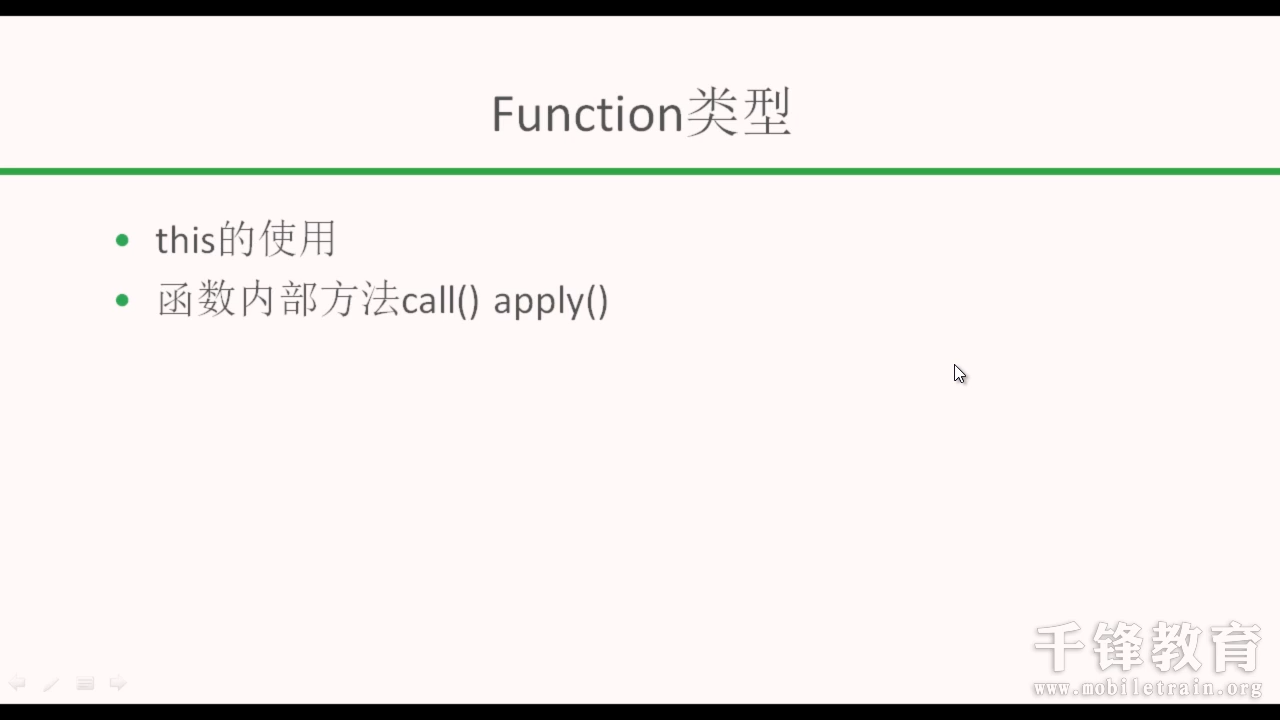 Function类型
this的使用
函数内部方法call() apply()
千锋教育
www.mobiletrain.org